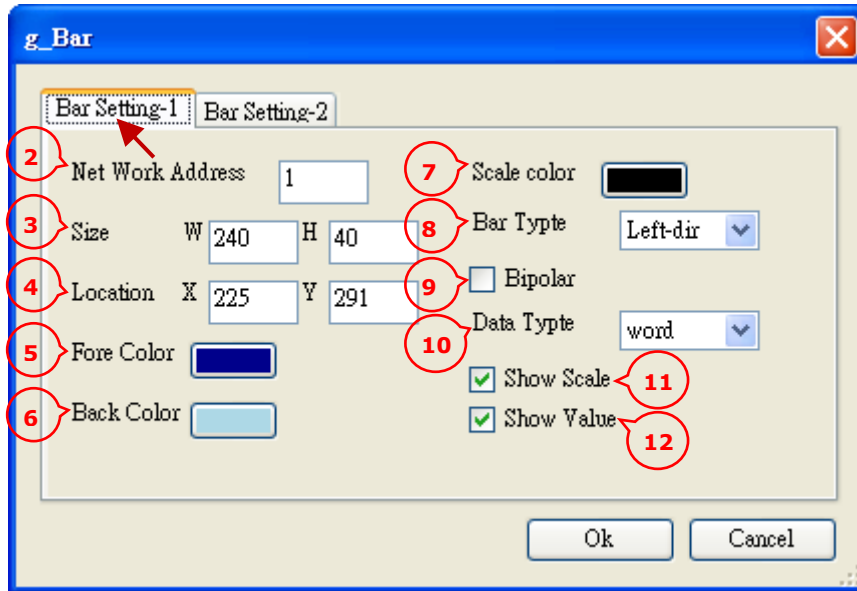 g_Bar
Bar Setting-1 Bar Setting-2
2 Net Work Address 1
3 Size W 240 H 40
4 Location X 225 Y 291
5 Fore Color
6 Back Color
7 Scale color
8 Bar Typte Left-dir
9 Bipolar
10 Data Typte word
Show Scale 11
Show Value 12
Ok Cancel